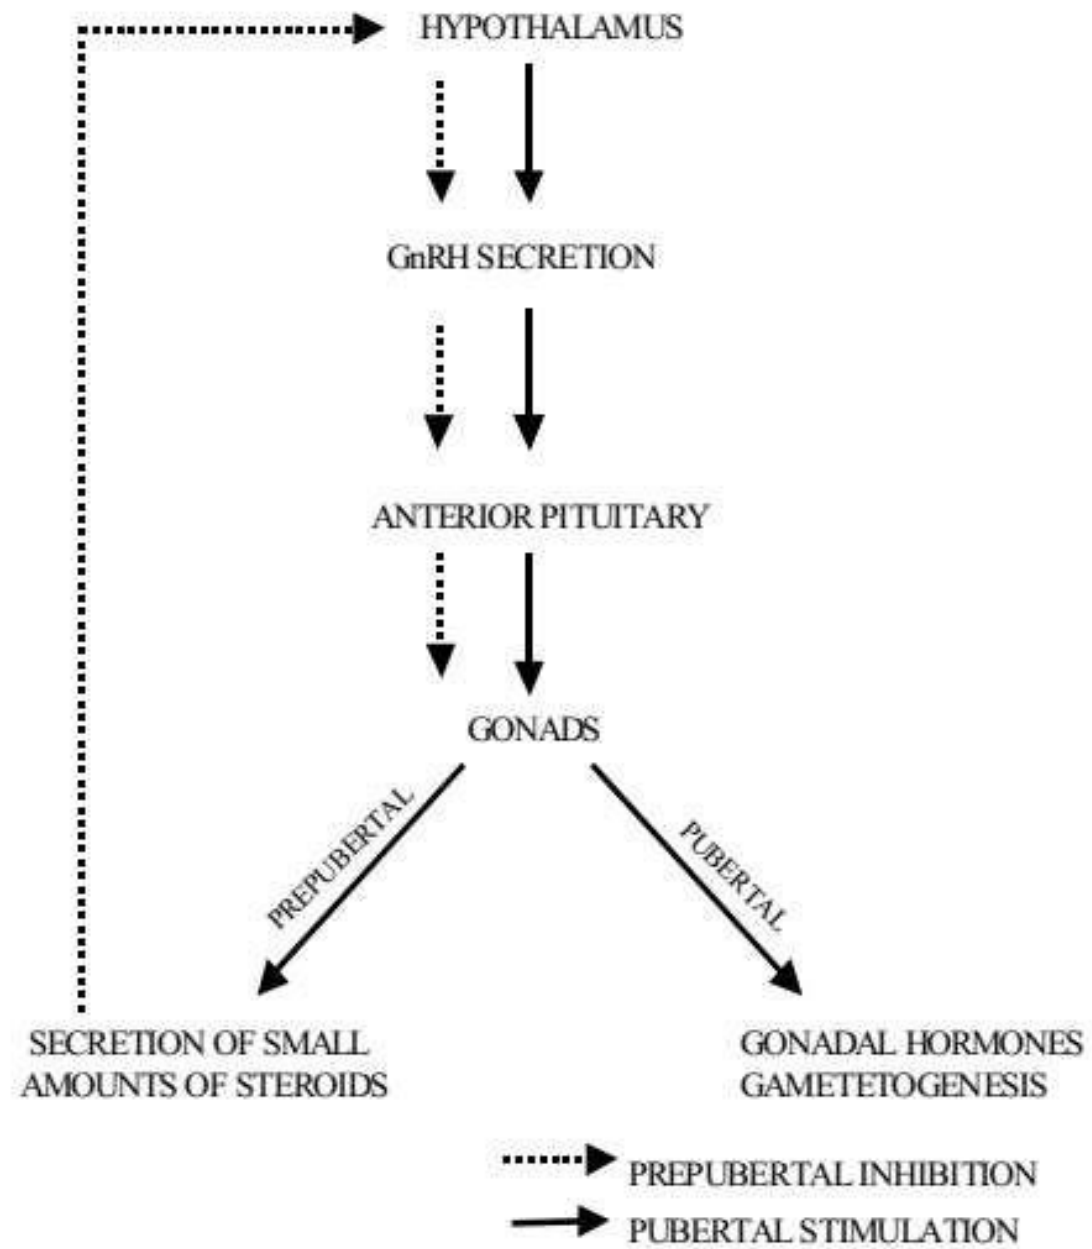 HYPOTHALAMUS
GnRH SECRETION
ANTERIOR PITUITARY
GONADS
PREPUBERTAL
PUBERTAL
SECRETION OF SMALL
AMOUNTS OF STEROIDS
GONADAL HORMONES
GAMETETOGENESIS
PREPUBERTAL INHIBITION
PUBERTAL STIMULATION